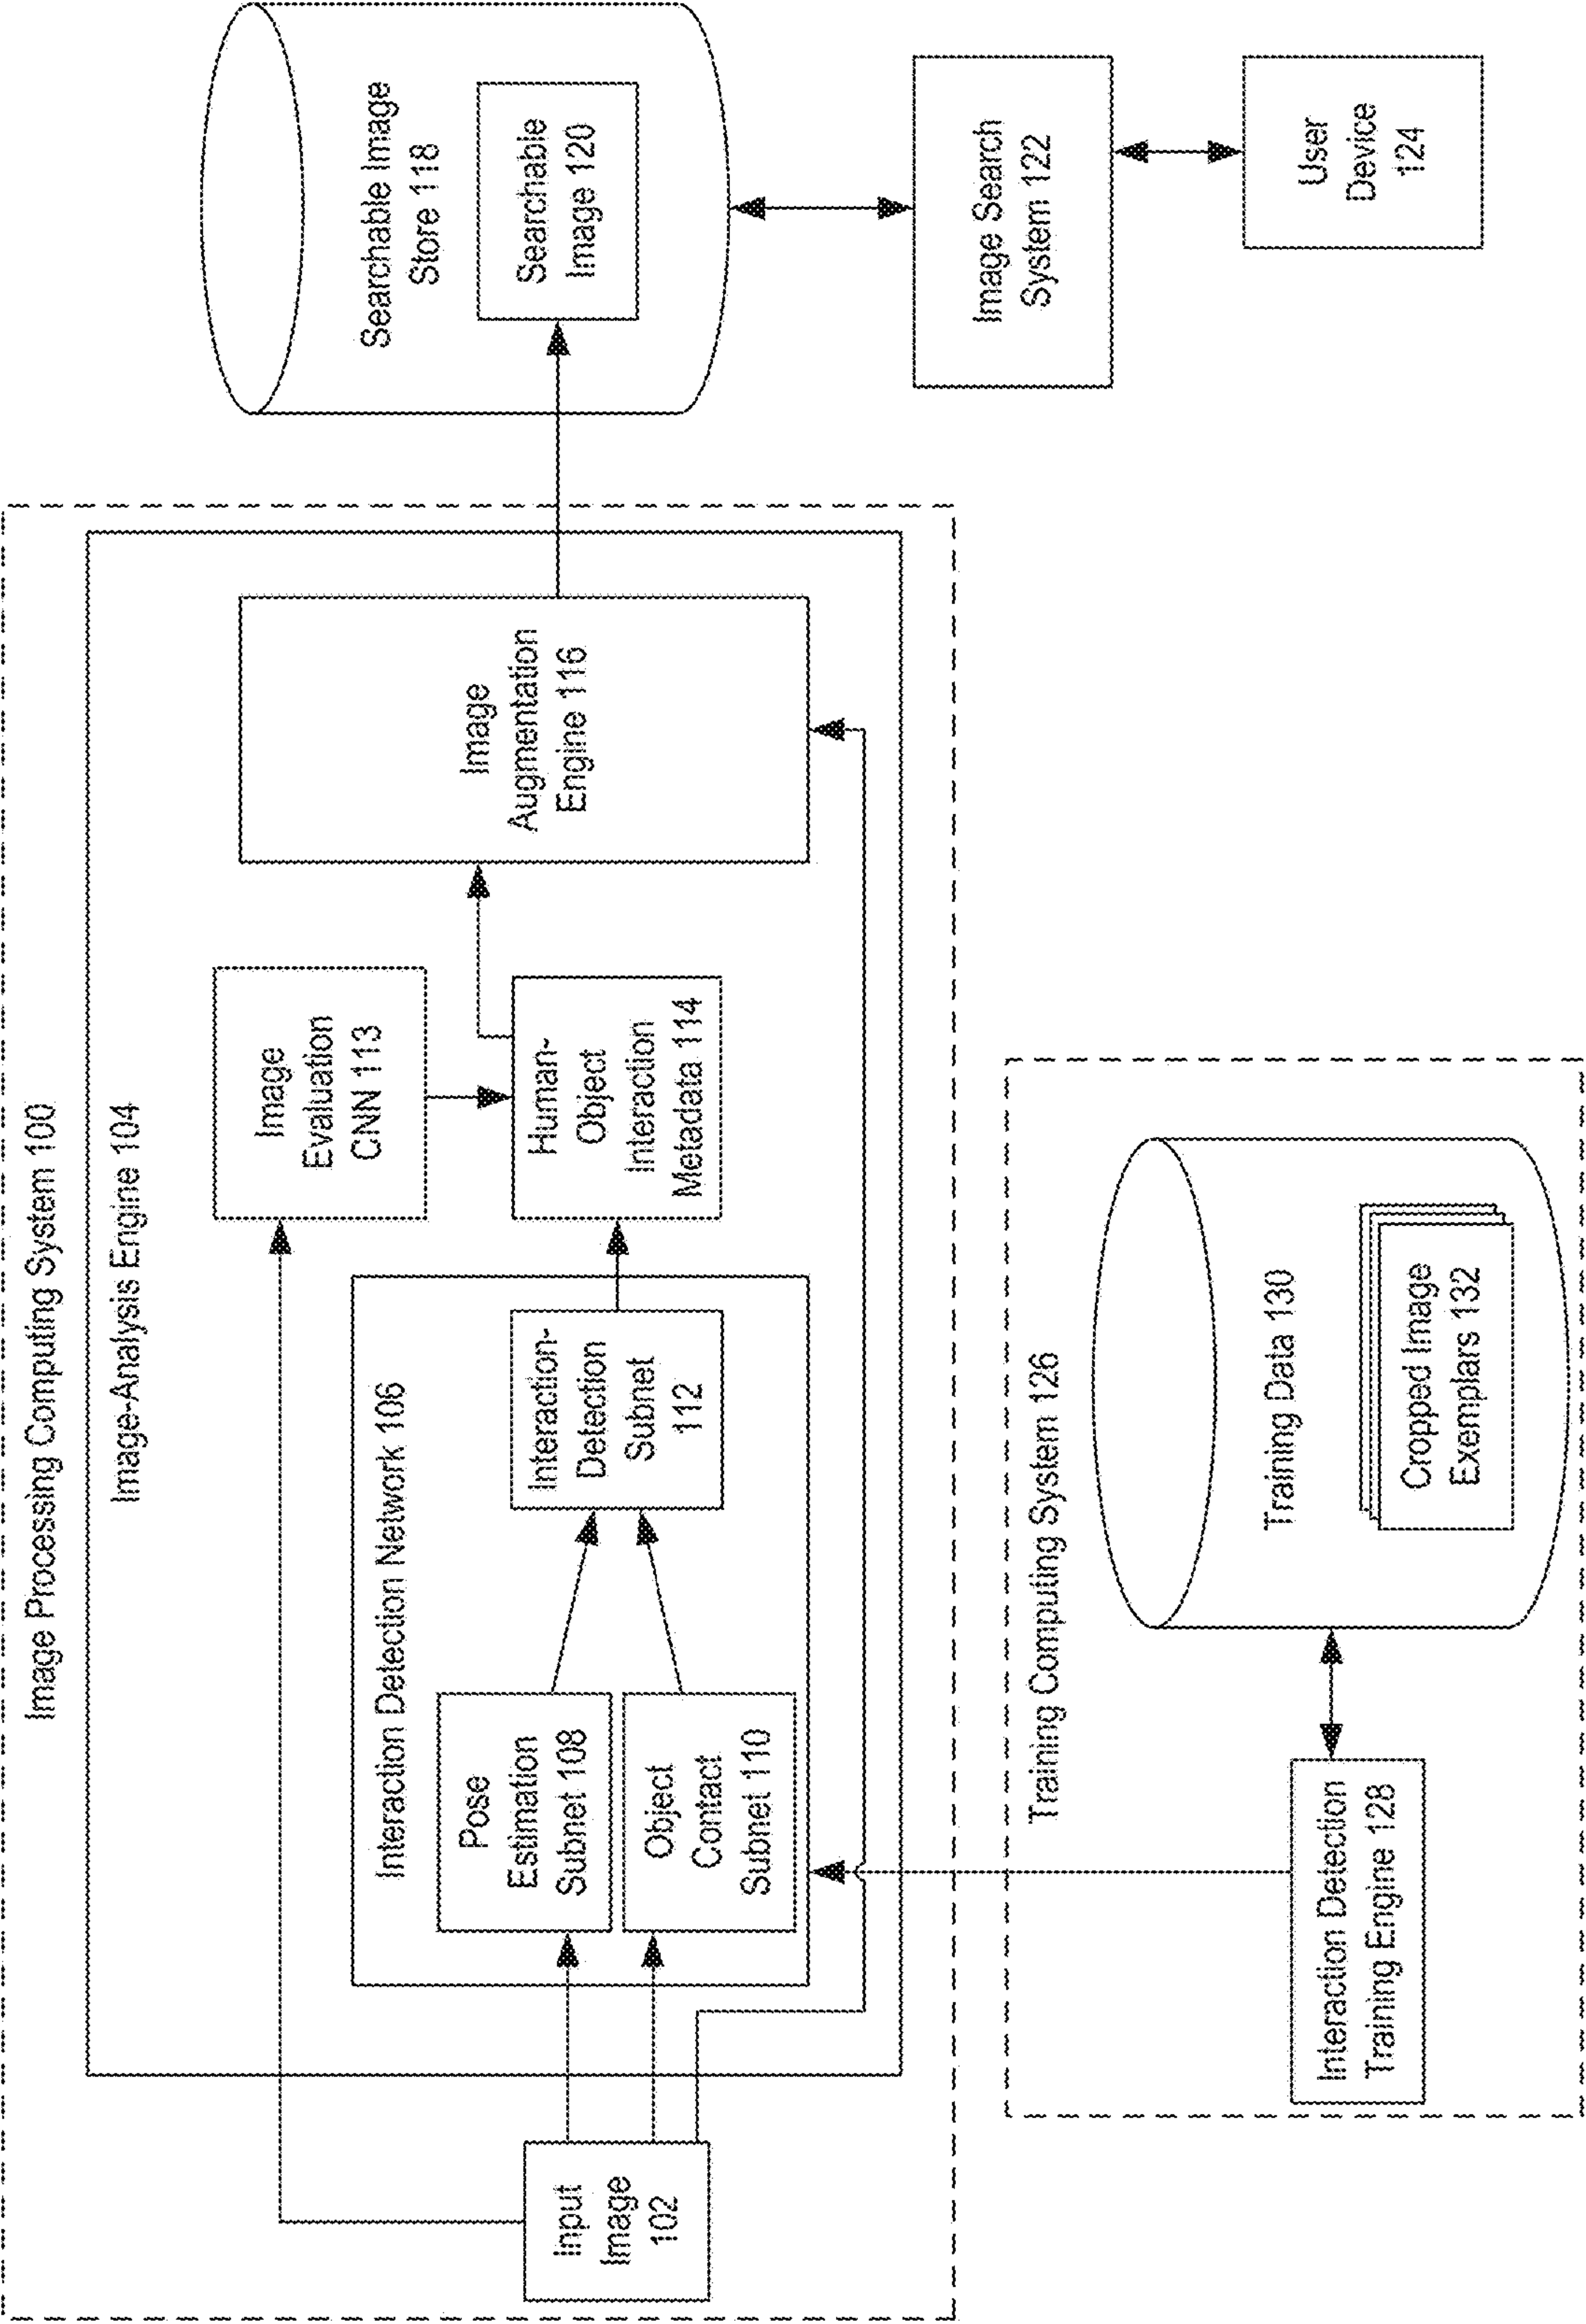 Image Processing Computing System 100
Image-Analysis Engine 104
Input
Image
102
Interaction Detection Network 106
Pose
Estimation
Subnet 108
Object
Contact
Subnet 110
Interaction-
Detection
Subnet
112
Image
Evaluation
CNN 113
Human-
Object
Interaction
Metadata 114
Image
Augmentation
Engine 116
Searchable Image
Store 118
Searchable
Image 120
Image Search
System 122
User
Device
124
Training Computing System 126
Interaction Detection
Training Engine 128
Training Data 130
Cropped Image
Exemplars 132